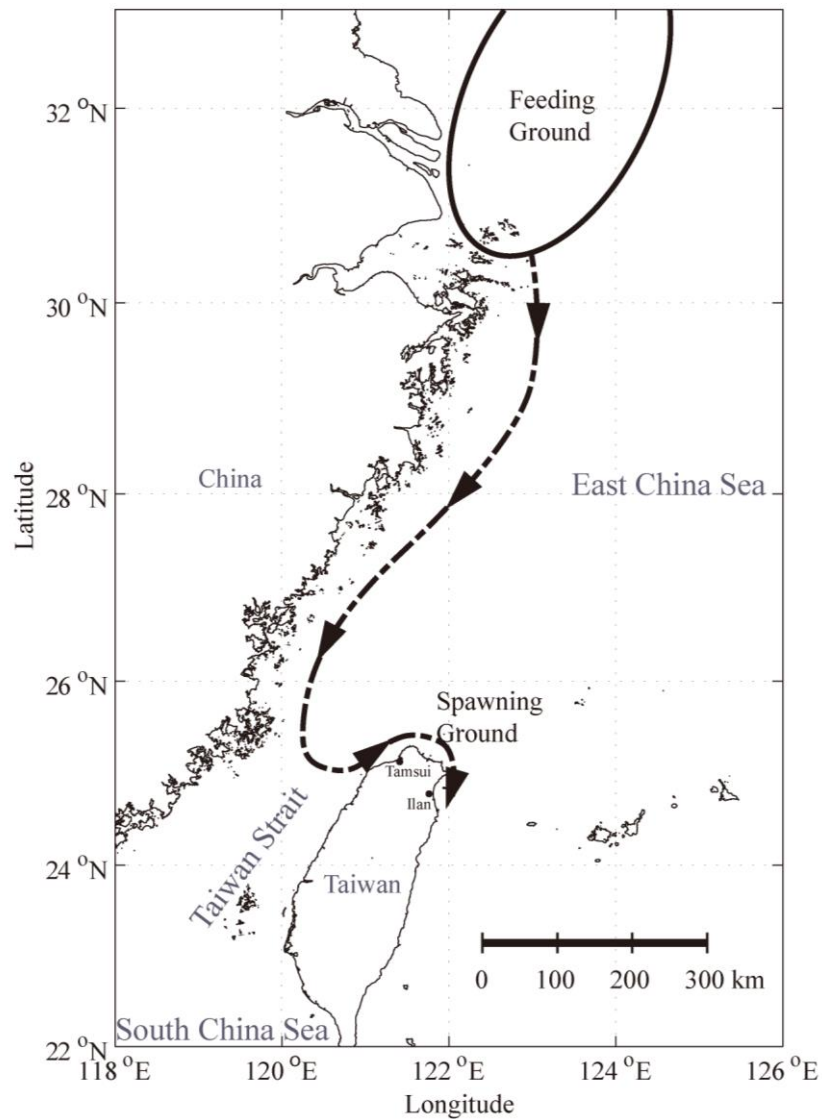 32 °N
30 °N
28 °N
26 °N
24 °N
22 °N
Latitude
Feeding
Ground
China
East China Sea
Spawning
Ground
Tamsui
Ilan
Taiwan Strait
Taiwan
0 100 200 300 km
South China Sea
118 °E 120 °E 122 °E 124 °E 126 °E
Longitude